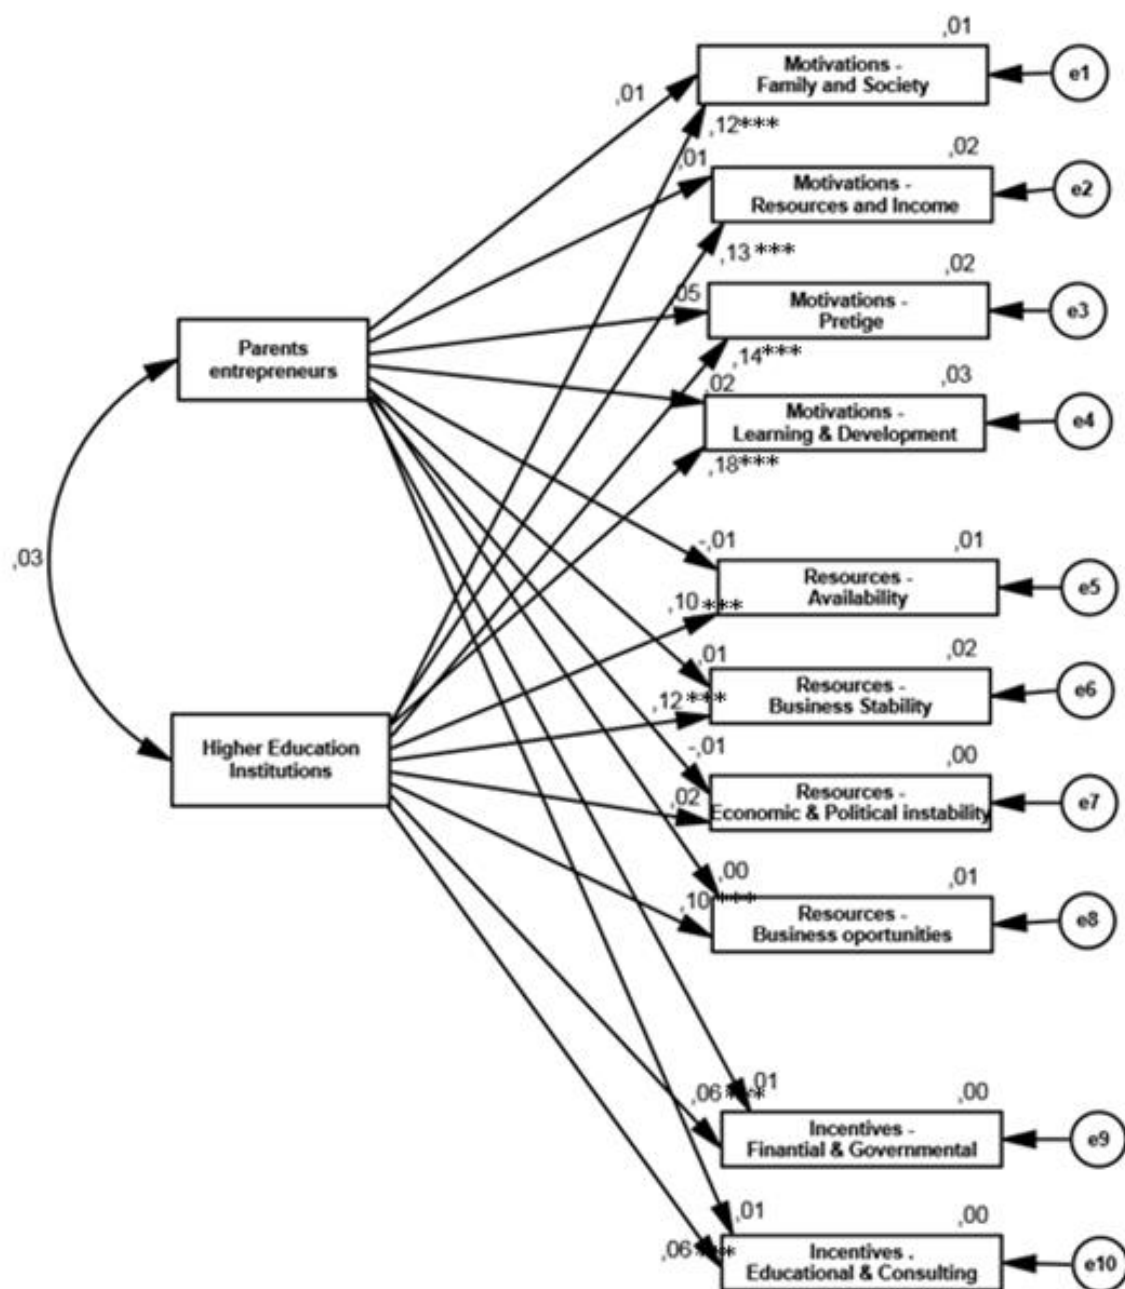 ,01
Motivations -
Family and Society
e1
,01
,12***
,01
,02
Motivations -
Resources and Income
e2
,13***
,02
,05
Motivations -
Pretige
e3
,14***
,02
,03
Motivations -
Learning & Development
e4
,18***
Parents
entrepreneurs
,03
-,01
,01
Resources -
Availability
e5
,10***
,01
,02
Resources -
Business Stability
e6
,12***
Higher Education
Institutions
-,01
,00
Resources -
Economic & Political instability
e7
,02
,00
,01
,10***
Resources -
Business oportunities
e8
,06***
,01
,00
Incentives -
Finantial & Governmental
e9
,01
,00
,06***
Incentives .
Educational & Consulting
e10